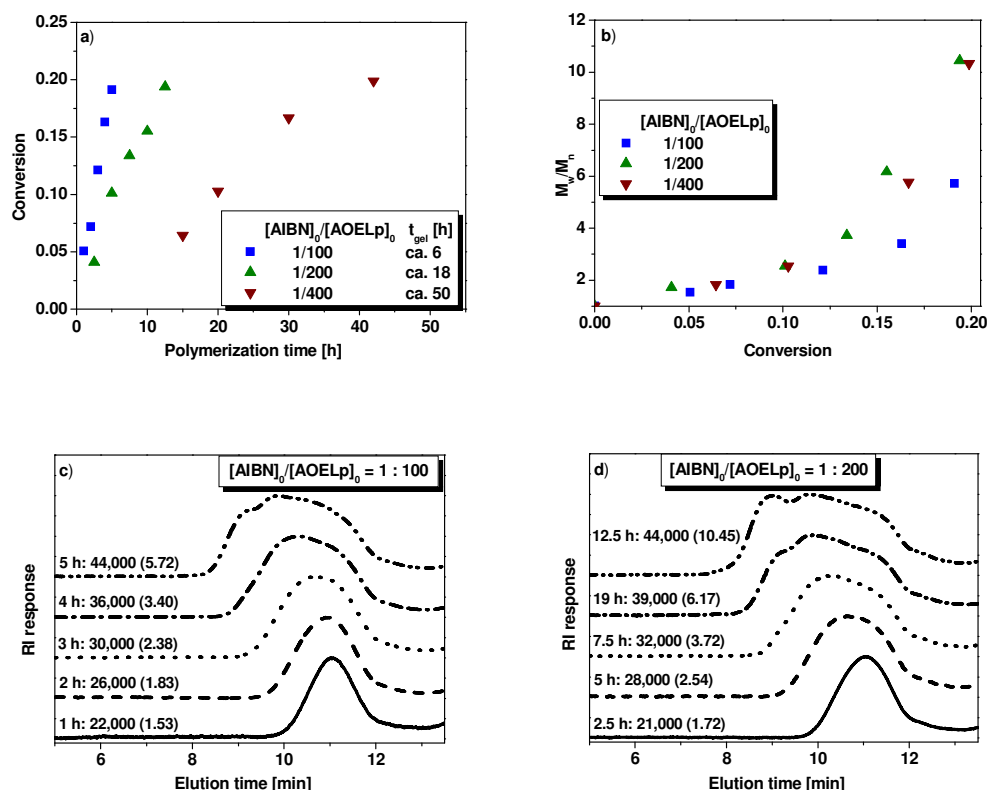 a)
0.25
0.20
0.15
0.10
0.05
0.00
Conversion
[AIBN]0/[AOELp]0 tgel [h]
1/100 ca. 6
1/200 ca. 18
1/400 ca. 50
0 10 20 30 40 50
Polymerization time [h]
b)
12
10
8
6
4
2
Mw/Mn
[AIBN]0/[AOELp]0
1/100
1/200
1/400
0.00 0.05 0.10 0.15 0.20
Conversion
c)
[AIBN]0/[AOELp]0 = 1 : 100
RI response
5 h: 44,000 (5.72)
4 h: 36,000 (3.40)
3 h: 30,000 (2.38)
2 h: 26,000 (1.83)
1 h: 22,000 (1.53)
6 8 10 12
Elution time [min]
d)
[AIBN]0/[AOELp]0 = 1 : 200
RI response
12.5 h: 44,000 (10.45)
19 h: 39,000 (6.17)
7.5 h: 32,000 (3.72)
5 h: 28,000 (2.54)
2.5 h: 21,000 (1.72)
6 8 10 12
Elution time [min]